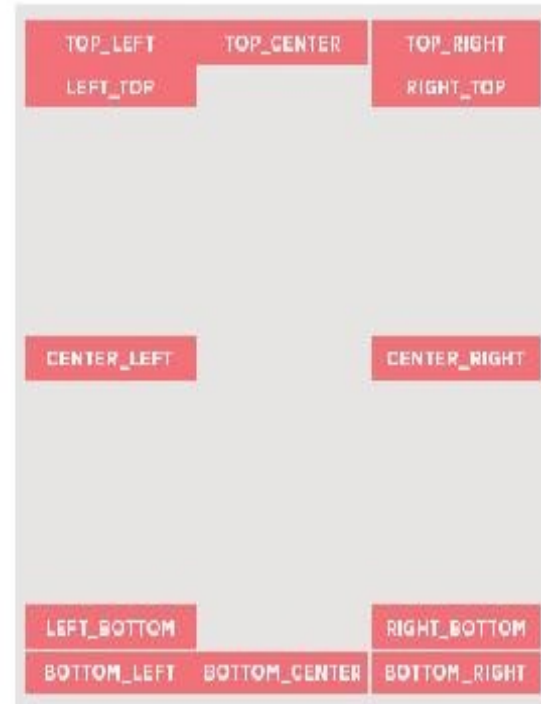 TOP_LEFT TOP_CENTER TOP_RIGHT
LEFT_TOP RIGHT_TOP
CENTER_LEFT CENTER_RIGHT
LEFT_BOTTOM RIGHT_BOTTOM
BOTTOM_LEFT BOTTOM_CENTER BOTTOM_RIGHT